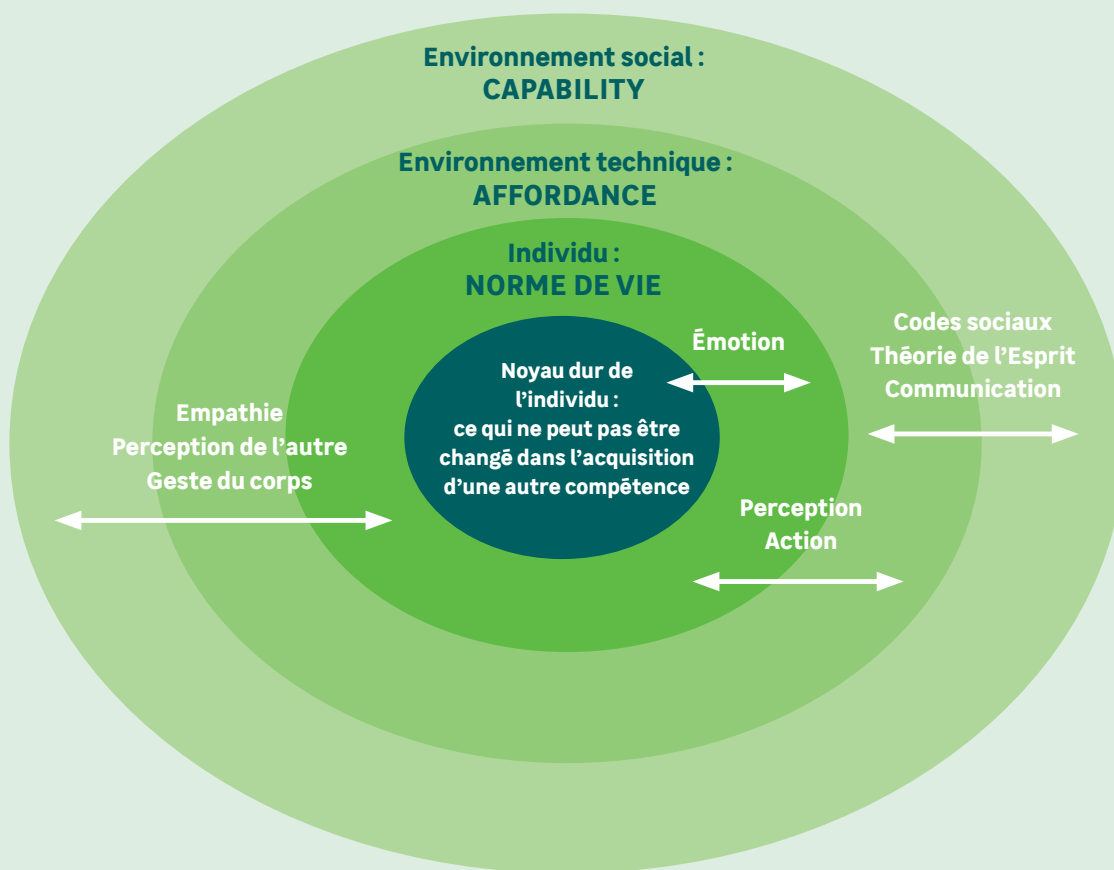 Environnement social :
CAPABILITY
Environnement technique :
AFFORDANCE
Individu :
NORME DE VIE
Noyau dur de
l’individu :
ce qui ne peut pas être
changé dans l’acquisition
d’une autre compétence
Émotion
Codes sociaux
Théorie de l’Esprit
Communication
Empathie
Perception de l’autre
Geste du corps
Perception
Action